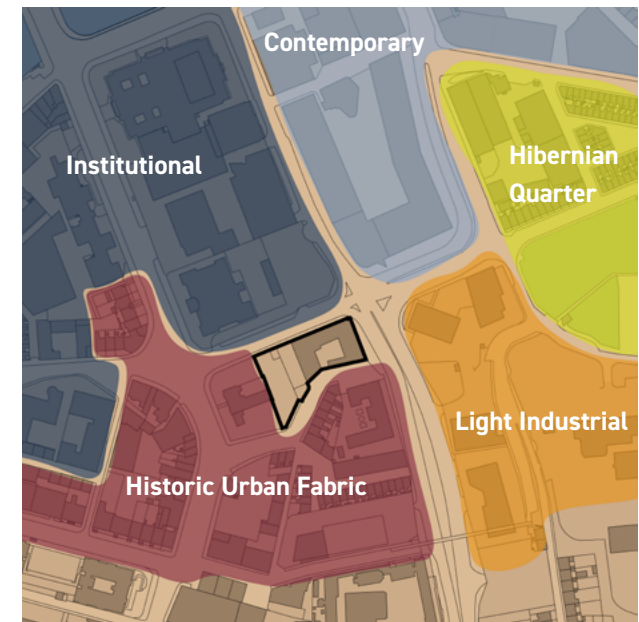 Contemporary
Institutional
Hibernian
Quarter
Light Industrial
Historic Urban Fabric